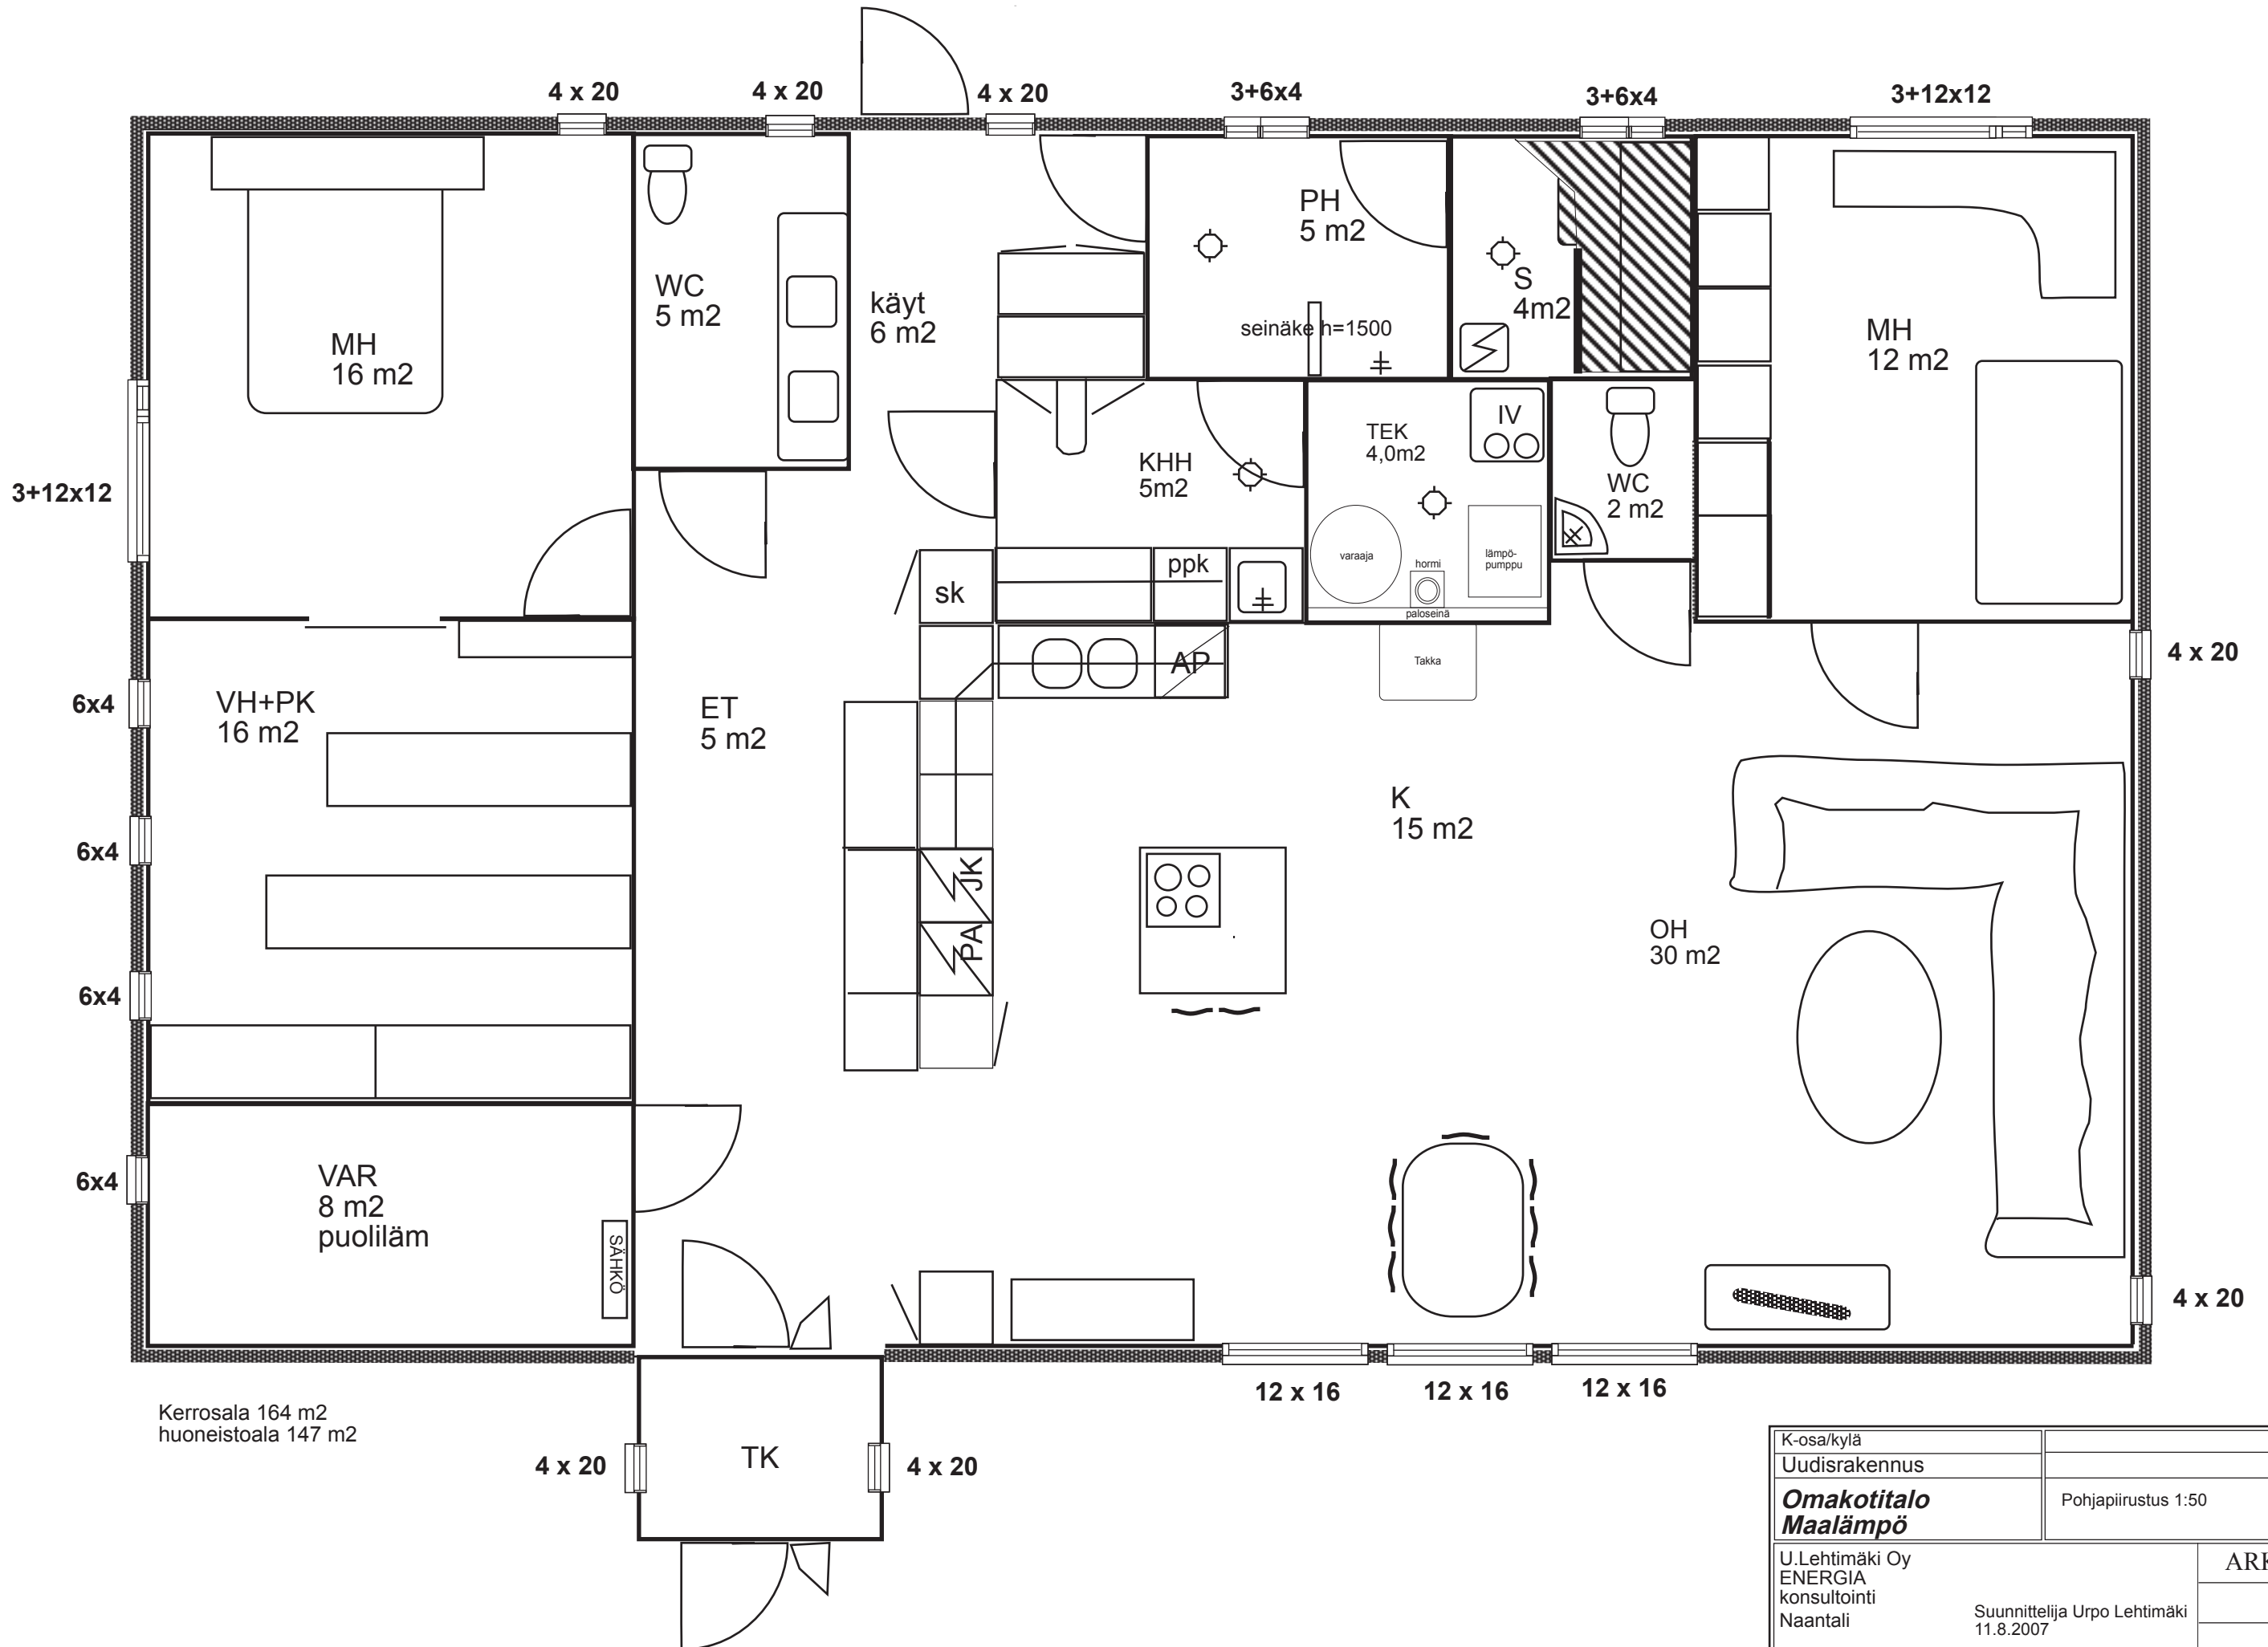 4 x 20
4 x 20
4 x 20
3+6x4
3+6x4
3+12x12
MH
16 m2
WC
5 m2
käyt
6 m2
PH
5 m2
seinäke h=1500
S
4m2
MH
12 m2
3+12x12
KHH
5m2
TEK
4,0m2
IV
WC
2 m2
varaaja
hormi
lämpö-
pumppu
paloseinä
sk
ppk
AP
Takka
4 x 20
6x4
VH+PK
16 m2
ET
5 m2
K
15 m2
6x4
JK
PA
OH
30 m2
6x4
6x4
VAR
8 m2
puoliläm
SÄHKÖ
4 x 20
12 x 16
12 x 16
12 x 16
Kerrosala 164 m2
huoneistoala 147 m2
4 x 20
TK
4 x 20
K-osa/kylä
Uudisrakennus
Omakotitalo
Maalämpö
Pohjapiirustus 1:50
U.Lehtimäki Oy
ENERGIA
konsultointi
Naantali
Suunnittelija Urpo Lehtimäki
11.8.2007